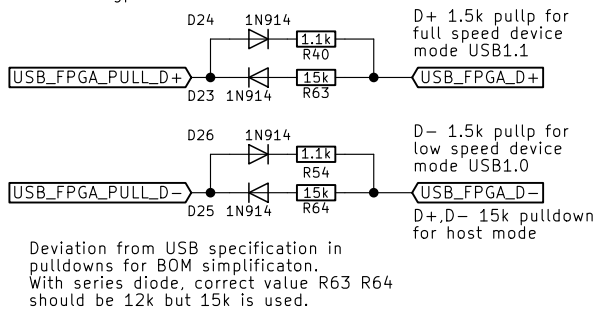 D24
1N914
1.1k
R40
D+ 1.5k pullp for
full speed device
mode USB1.1
USB_FPGA_PULL_D+
15k
USB_FPGA_D+
D23
1N914
R63
D26
1N914
1.1k
R54
D- 1.5k pullp for
low speed device
mode USB1.0
USB_FPGA_PULL_D-
15k
USB_FPGA_D-
D25
1N914
R64
D+,D- 15k pulldown
for host mode
Deviation from USB specification in
pulldowns for BOM simplificaton.
With series diode, correct value R63 R64
should be 12k but 15k is used.